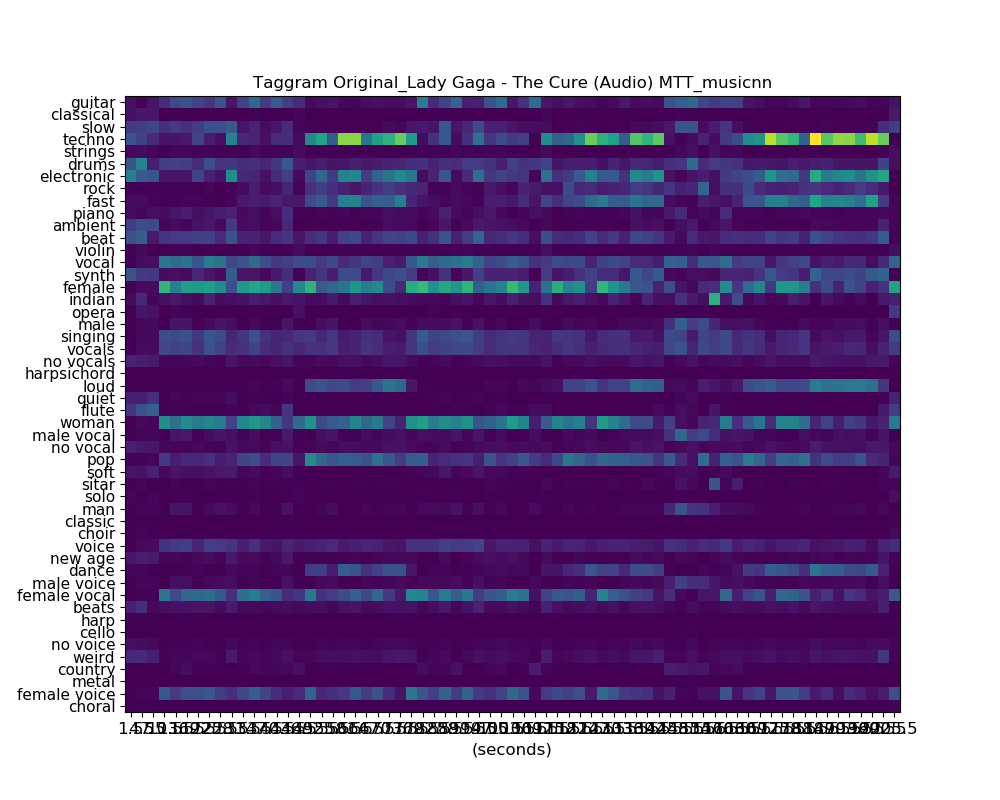 Taggram Original_Lady Gaga - The Cure (Audio) MTT_musicnn
guitar
classical
slow
techno
strings
drums
electronic
rock
fast
piano
ambient
beat
violin
vocal
synth
female
indian
opera
male
singing
vocals
no vocals
harpsichord
loud
quiet
flute
woman
male vocal
no vocal
pop
soft
sitar
solo
man
classic
choir
voice
new age
dance
male voice
female vocal
beats
harp
cello
no voice
weird
country
metal
female voice
choral
(seconds)